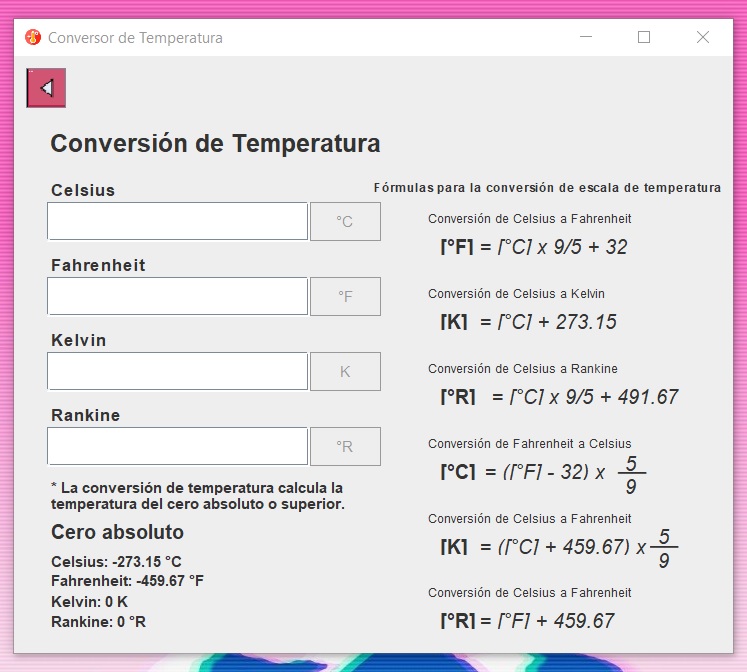 Conversor de Temperatura
Conversión de Temperatura
Celsius
°C
Fahrenheit
°F
Kelvin
K
Rankine
°R
* La conversión de temperatura calcula la
temperatura del cero absoluto o superior.
Cero absoluto
Celsius: -273.15 °C
Fahrenheit: -459.67 °F
Kelvin: 0 K
Rankine: 0 °R
Fórmulas para la conversión de escala de temperatura
Conversión de Celsius a Fahrenheit
⌈°F⌉ = ⌈°C⌉ x 9/5 + 32
Conversión de Celsius a Kelvin
⌈K⌉ = ⌈°C⌉ + 273.15
Conversión de Celsius a Rankine
⌈°R⌉ = ⌈°C⌉ x 9/5 + 491.67
Conversión de Fahrenheit a Celsius
⌈°C⌉ = (⌈°F⌉ - 32) x 5/9
Conversión de Celsius a Fahrenheit
⌈K⌉ = (⌈°C⌉ + 459.67) x 5/9
Conversión de Celsius a Fahrenheit
⌈°R⌉ = ⌈°F⌉ + 459.67